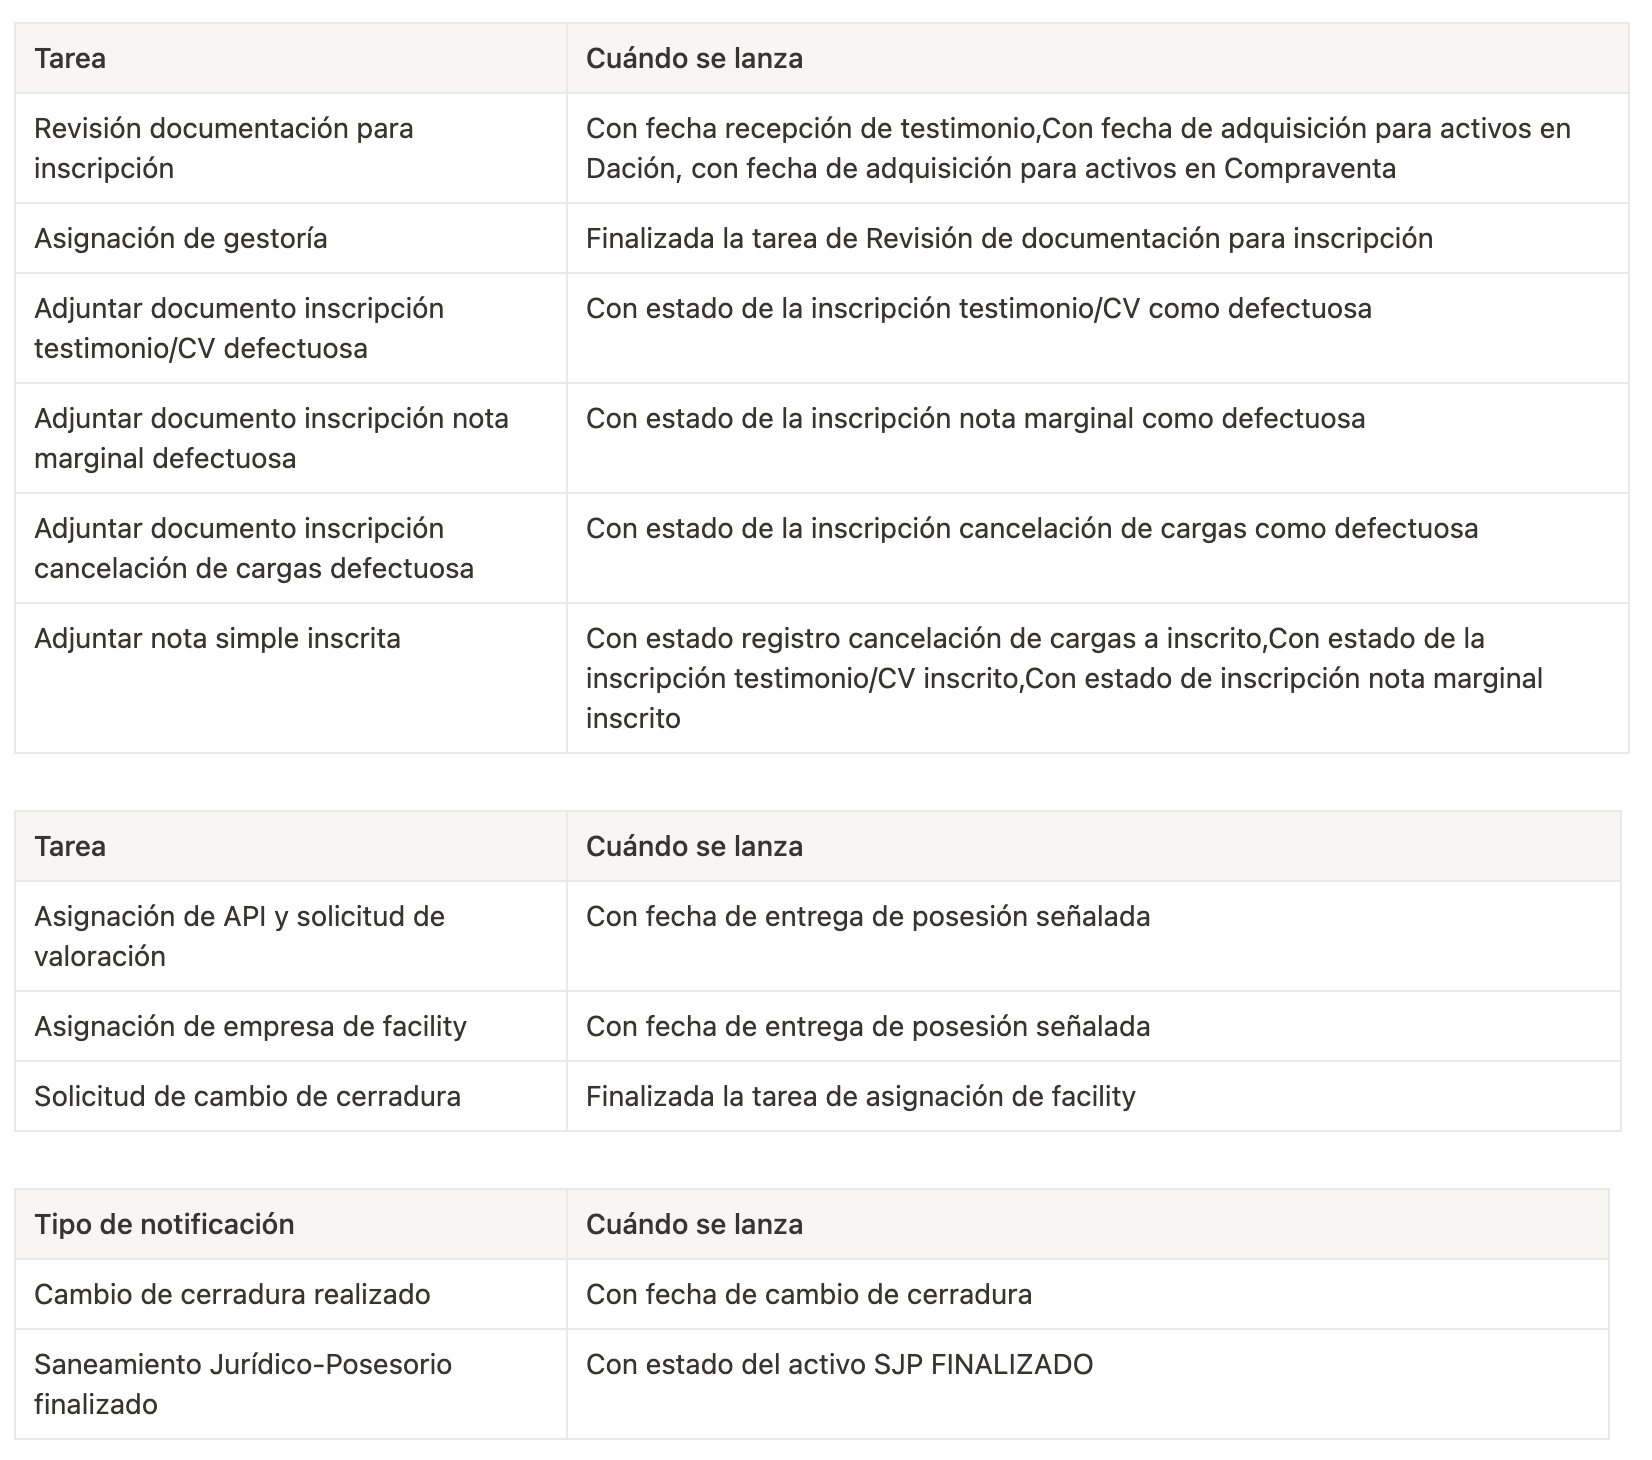 Tarea
Cuándo se lanza
Revisión documentación para
inscripción
Con fecha recepción de testimonio,Con fecha de adquisición para activos en
Dación, con fecha de adquisición para activos en Compraventa
Asignación de gestoría
Finalizada la tarea de Revisión de documentación para inscripción
Adjuntar documento inscripción
testimonio/CV defectuosa
Con estado de la inscripción testimonio/CV como defectuosa
Adjuntar documento inscripción nota
marginal defectuosa
Con estado de la inscripción nota marginal como defectuosa
Adjuntar documento inscripción
cancelación de cargas defectuosa
Con estado de la inscripción cancelación de cargas como defectuosa
Adjuntar nota simple inscrita
Con estado registro cancelación de cargas a inscrito,Con estado de la
inscripción testimonio/CV inscrito,Con estado de inscripción nota marginal
inscrito
Tarea
Cuándo se lanza
Asignación de API y solicitud de
valoración
Con fecha de entrega de posesión señalada
Asignación de empresa de facility
Con fecha de entrega de posesión señalada
Solicitud de cambio de cerradura
Finalizada la tarea de asignación de facility
Tipo de notificación
Cuándo se lanza
Cambio de cerradura realizado
Con fecha de cambio de cerradura
Saneamiento Jurídico-Posesorio
finalizado
Con estado del activo SJP FINALIZADO